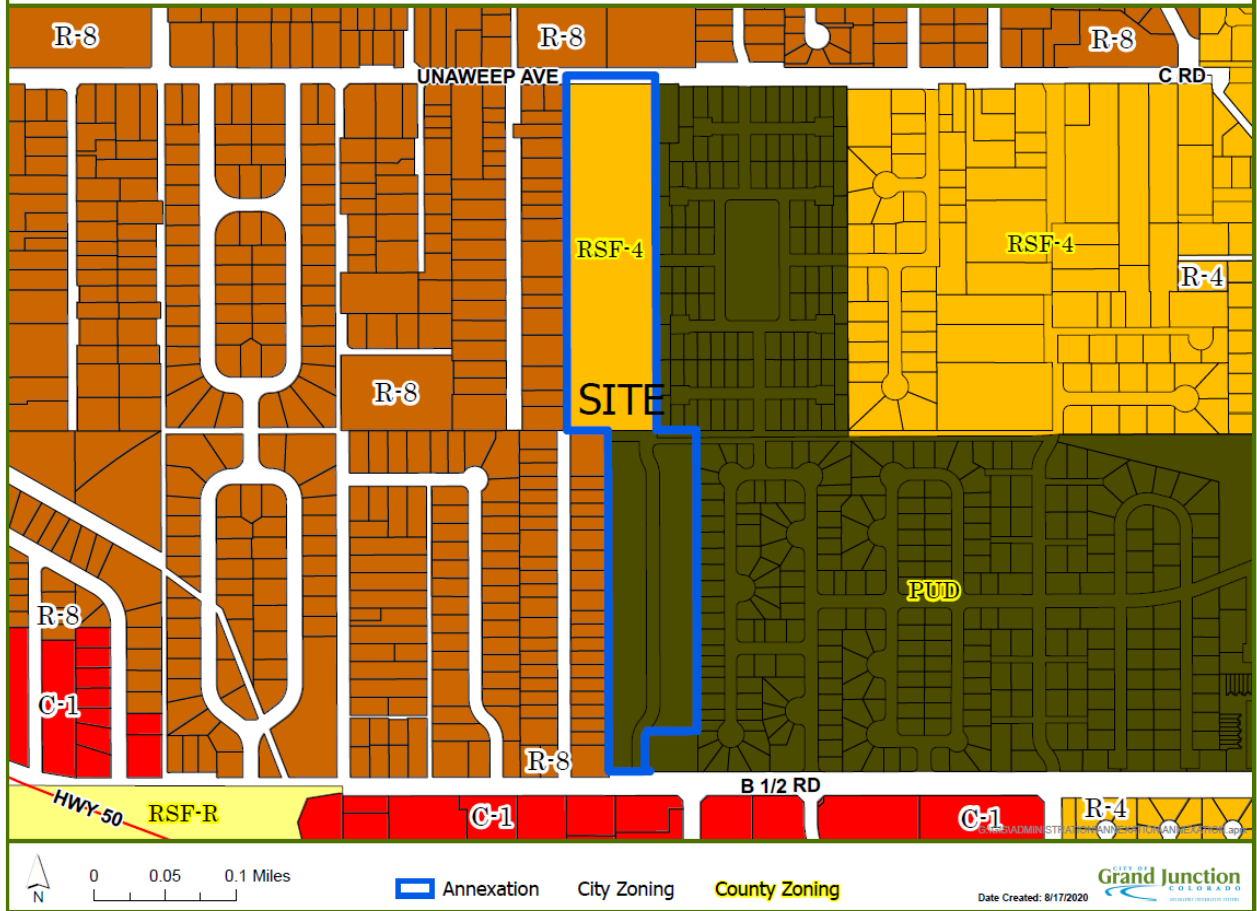 R-8
R-8
R-8
UNAWEEP AVE
C RD
RSF-4
RSF-4
R-4
R-8
SITE
PUD
R-8
C-1
R-8
B 1/2 RD
HWY 50
RSF-R
C-1
C-1
R-4
N
0 0.05 0.1 Miles
Annexation
City Zoning
County Zoning
Date Created: 8/17/2020
CITY OF
Grand Junction
COLORADO